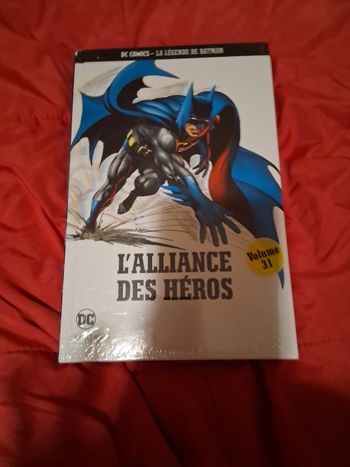 DC COMICS - LA LÉGENDE DE BATMAN
L'ALLIANCE
DES HÉROS
Volume
31
DC